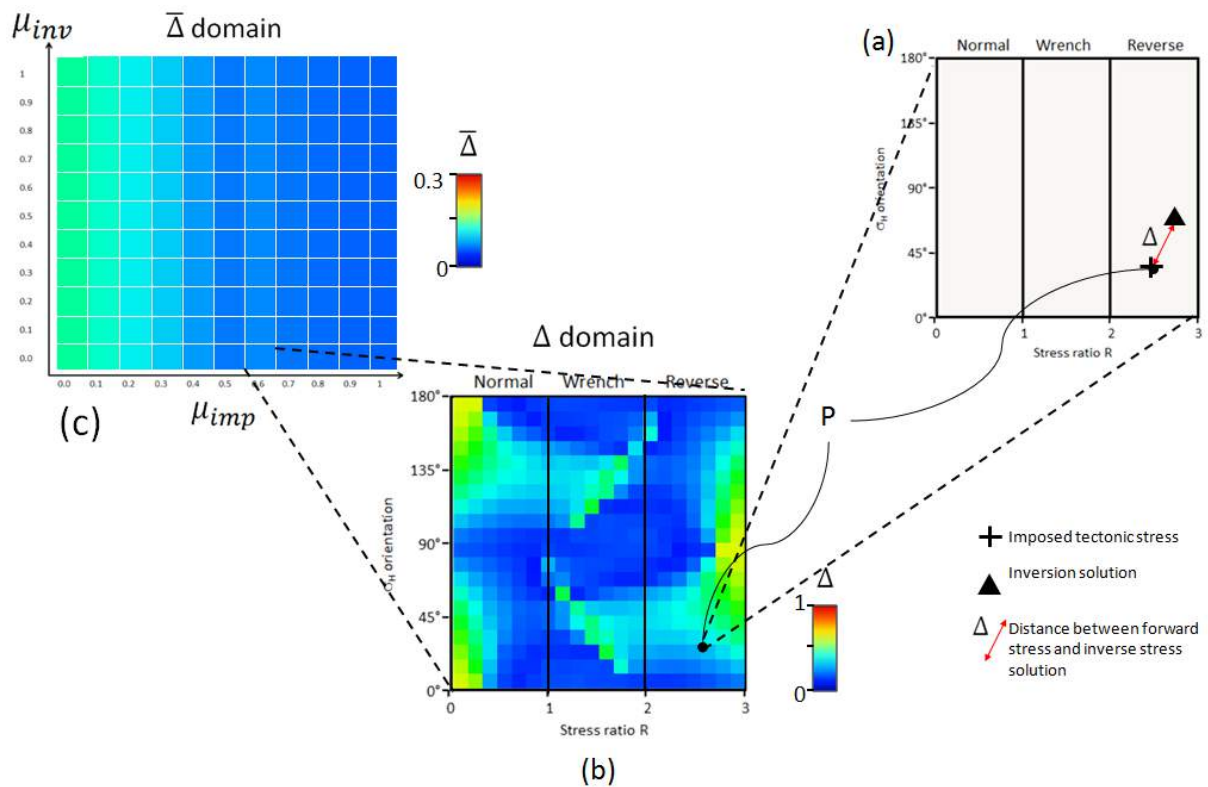 μinv
Δ̅ domain
1
0.9
0.8
0.7
0.6
0.5
0.4
0.3
0.2
0.1
0.0
0.0 0.1 0.2 0.3 0.4 0.5 0.6 0.7 0.8 0.9 1
μimp
(c)
Δ̅
0.3
0
(a)
Normal Wrench Reverse
180°
135°
90°
45°
0°
σH orientation
Δ
0 1 2 3
Stress ratio R
P
Δ domain
Normal Wrench Reverse
180°
135°
90°
45°
0°
σH orientation
0 1 2 3
Stress ratio R
(b)
Δ
1
0
Imposed tectonic stress
Inversion solution
Δ Distance between forward
stress and inverse stress
solution